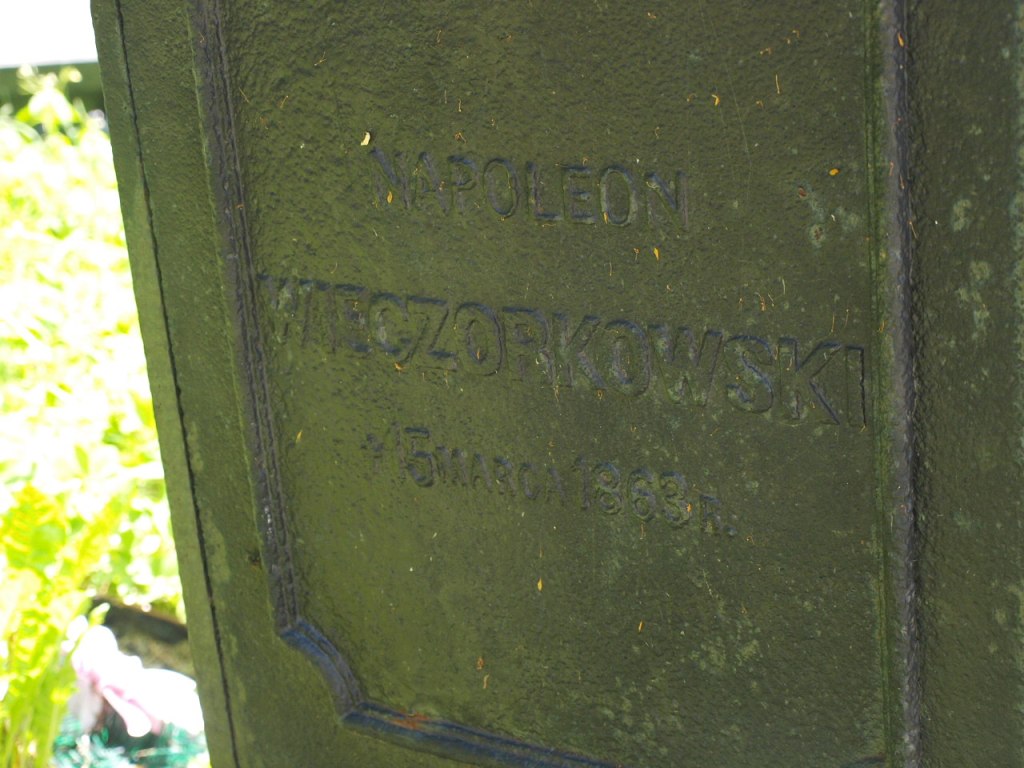 NAPOLEON
WIECZORKOWSKI
† 15 MARCA 1863 R.